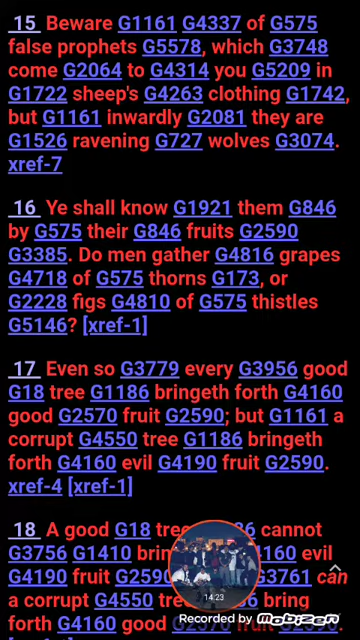 15 Beware G1161 G4337 of G575
false prophets G5578, which G3748
come G2064 to G4314 you G5209 in
G1722 sheep's G4263 clothing G1742,
but G1161 inwardly G2081 they are
G1526 ravening G727 wolves G3074.
xref-7
16 Ye shall know G1921 them G846
by G575 their G846 fruits G2590
G3385. Do men gather G4816 grapes
G4718 of G575 thorns G173, or
G2228 figs G4810 of G575 thistles
G5146? [xref-1]
17 Even so G3779 every G3956 good
G18 tree G1186 bringeth forth G4160
good G2570 fruit G2590; but G1161 a
corrupt G4550 tree G1186 bringeth
forth G4160 evil G4190 fruit G2590.
xref-4 [xref-1]
18 A good G18 cannot
G3756 G1410 evil
G4190 fruit G3761 can
a corrupt G4550 bring
forth G4160 good
14:23
Recorded by Mobizen